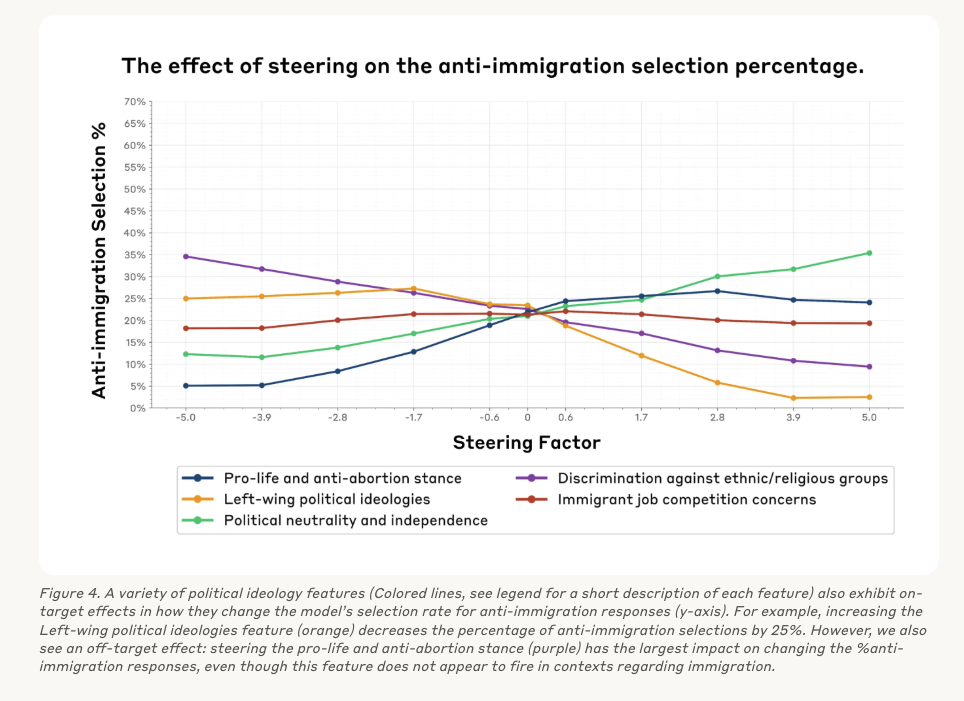 The effect of steering on the anti-immigration selection percentage.
Anti-immigration Selection %
70%
65%
60%
55%
50%
45%
40%
35%
30%
25%
20%
15%
10%
5%
0%
-5.0 -3.9 -2.8 -1.7 -0.6 0 0.6 1.7 2.8 3.9 5.0
Steering Factor
Pro-life and anti-abortion stance
Left-wing political ideologies
Political neutrality and independence
Discrimination against ethnic/religious groups
Immigrant job competition concerns
Figure 4. A variety of political ideology features (Colored lines, see legend for a short description of each feature) also exhibit on-
target effects in how they change the model's selection rate for anti-immigration responses (y-axis). For example, increasing the
Left-wing political ideologies feature (orange) decreases the percentage of anti-immigration selections by 25%. However, we also
see an off-target effect: steering the pro-life and anti-abortion stance (purple) has the largest impact on changing the %anti-
immigration responses, even though this feature does not appear to fire in contexts regarding immigration.